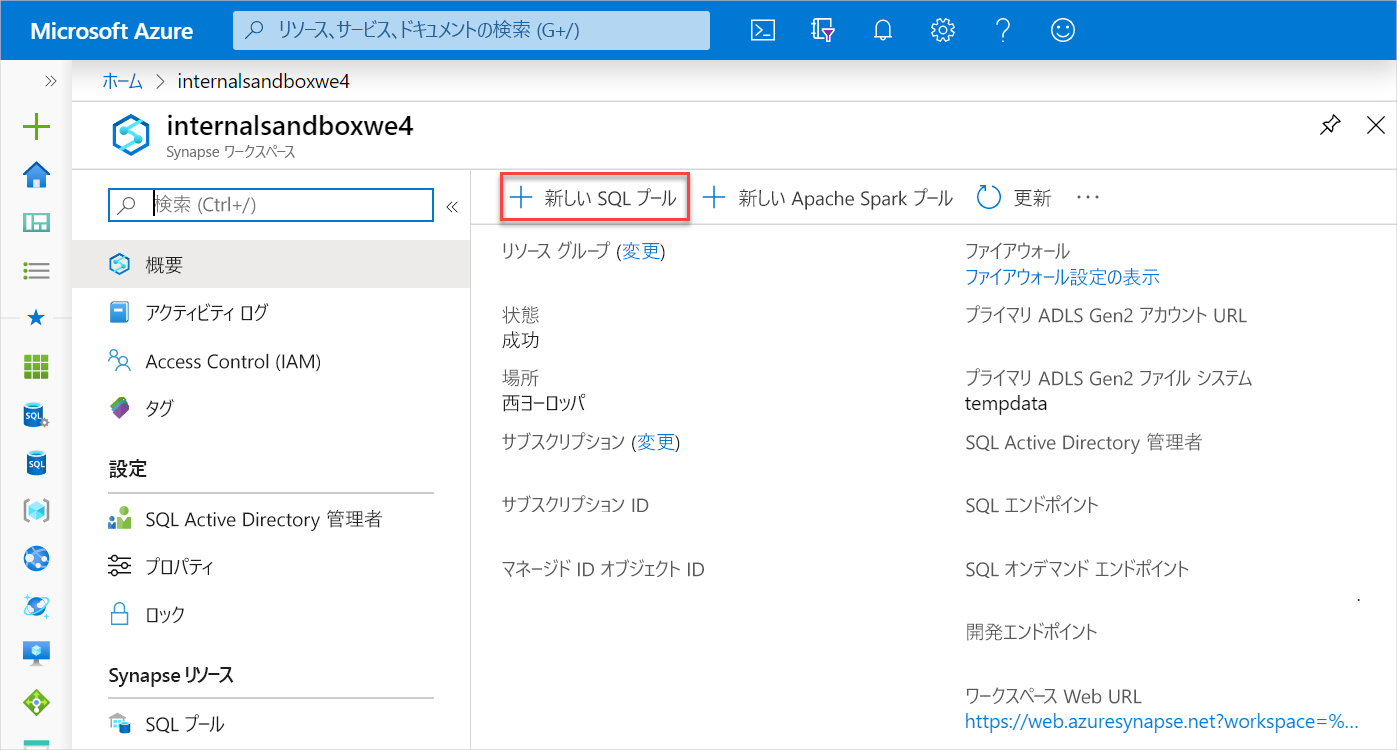 Microsoft Azure
リソース、サービス、ドキュメントの検索 (G+/)
ホーム > internalsandboxwe4
internalsandboxwe4
Synapse ワークスペース
検索 (Ctrl+/)
概要
アクティビティ ログ
Access Control (IAM)
タグ
設定
SQL Active Directory 管理者
プロパティ
ロック
Synapse リソース
SQL プール
新しい SQL プール 新しい Apache Spark プール 更新 ···
リソース グループ (変更)
状態
成功
場所
西ヨーロッパ
サブスクリプション (変更)
サブスクリプション ID
マネージド ID オブジェクト ID
ファイアウォール
ファイアウォール設定の表示
プライマリ ADLS Gen2 アカウント URL
プライマリ ADLS Gen2 ファイル システム
tempdata
SQL Active Directory 管理者
SQL エンドポイント
SQL オンデマンド エンドポイント
開発エンドポイント
ワークスペース Web URL
https://web.azuresynapse.net?workspace=%...
SQL
SQL